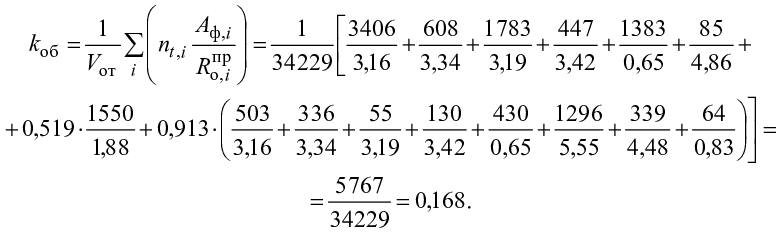 k_об = 1/V_от ∑_i (n_t,i A_ф,i/R_о,i^пр) = 1/34229 [3406/3,16 + 608/3,34 + 1783/3,19 + 447/3,42 + 1383/0,65 + 85/4,86 +
+ 0,519 · 1550/1,88 + 0,913 · (503/3,16 + 336/3,34 + 55/3,19 + 130/3,42 + 430/0,65 + 1296/5,55 + 339/4,48 + 64/0,83)] =
= 5767/34229 = 0,168.